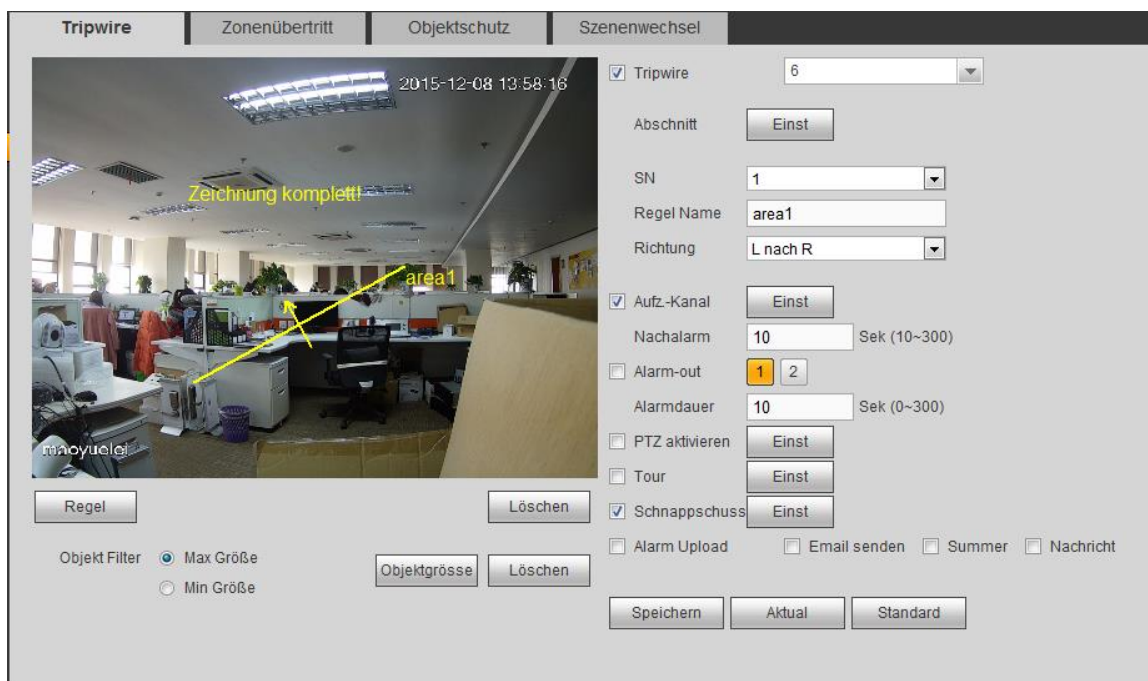 Tripwire
Zonenübertritt
Objektschutz
Szenenwechsel
2015-12-08 13:58:16
Zeichnung komplett!
area1
maoyuelei
Regel
Löschen
Objekt Filter
Max Größe
Min Größe
Objektgrösse
Löschen
Tripwire
6
Abschnitt
Einst
SN
1
Regel Name
area1
Richtung
L nach R
Aufz.-Kanal
Einst
Nachalarm
10
Sek (10~300)
Alarm-out
1
2
Alarmdauer
10
Sek (0~300)
PTZ aktivieren
Einst
Tour
Einst
Schnappschuss
Einst
Alarm Upload
Email senden
Summer
Nachricht
Speichern
Aktual
Standard